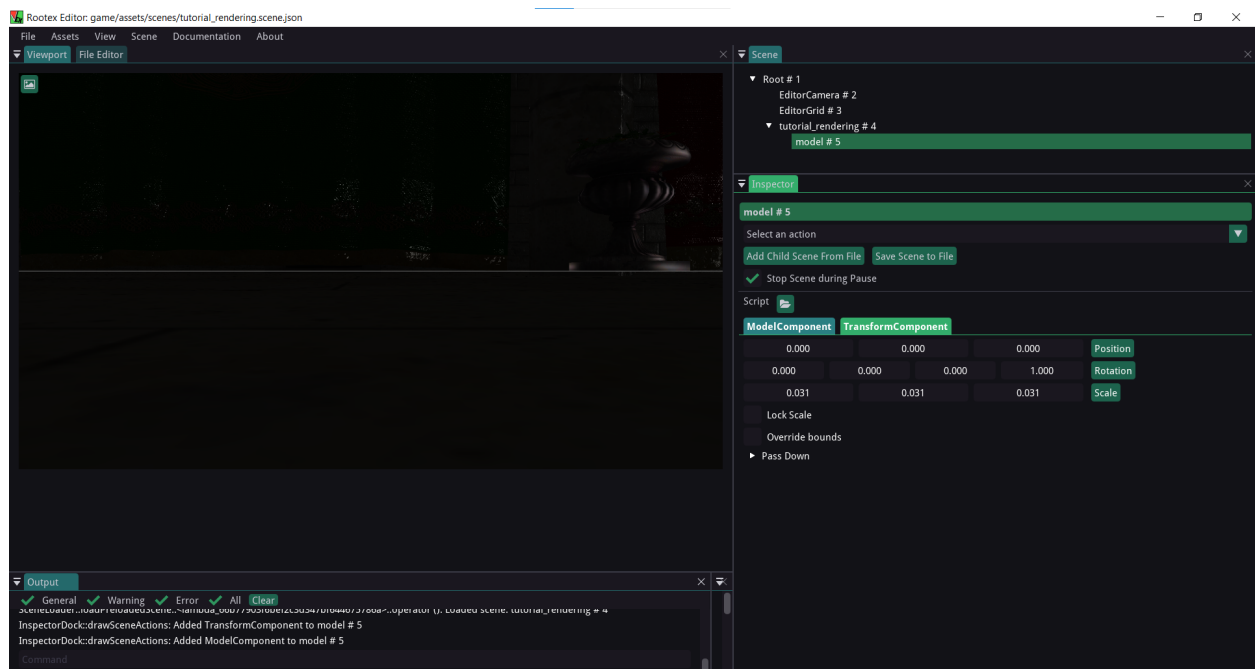 Rootex Editor: game/assets/scenes/tutorial_rendering.scene.json
File Assets View Scene Documentation About
Viewport File Editor
Scene
Root # 1
EditorCamera # 2
EditorGrid # 3
tutorial_rendering # 4
model # 5
Inspector
model # 5
Select an action
Add Child Scene From File Save Scene to File
Stop Scene during Pause
Script
ModelComponent TransformComponent
0.000 0.000 0.000 Position
0.000 0.000 0.000 1.000 Rotation
0.031 0.031 0.031 Scale
Lock Scale
Override bounds
Pass Down
Output
General Warning Error All Clear
operator (): Loaded scene: tutorial_rendering # 4
InspectorDock::drawSceneActions: Added TransformComponent to model # 5
InspectorDock::drawSceneActions: Added ModelComponent to model # 5
Command